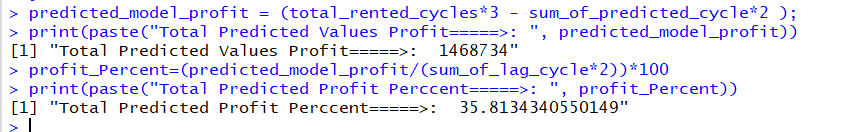 > predicted_model_profit = (total_rented_cycles*3 - sum_of_predicted_cycle*2 );
> print(paste("Total Predicted Values Profit=====>: ", predicted_model_profit))
[1] "Total Predicted Values Profit=====>:  1468734"
> profit_Percent=(predicted_model_profit/(sum_of_lag_cycle*2))*100
> print(paste("Total Predicted Profit Perccent=====>: ", profit_Percent))
[1] "Total Predicted Profit Perccent=====>:  35.8134340550149"
>